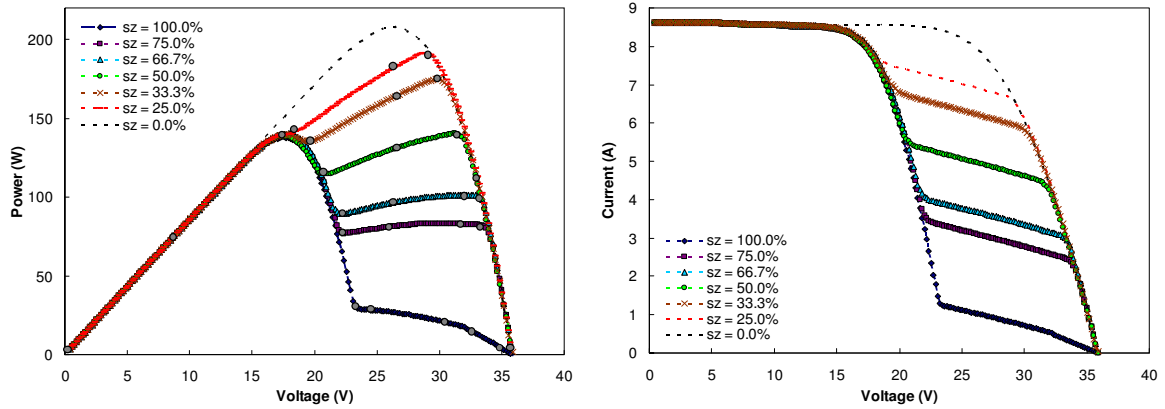 200
150
100
50
0
Power (W)
0 5 10 15 20 25 30 35 40
Voltage (V)
sz = 100.0%
sz = 75.0%
sz = 66.7%
sz = 50.0%
sz = 33.3%
sz = 25.0%
sz = 0.0%
9
8
7
6
5
4
3
2
1
0
Current (A)
0 5 10 15 20 25 30 35 40
Voltage (V)
sz = 100.0%
sz = 75.0%
sz = 66.7%
sz = 50.0%
sz = 33.3%
sz = 25.0%
sz = 0.0%